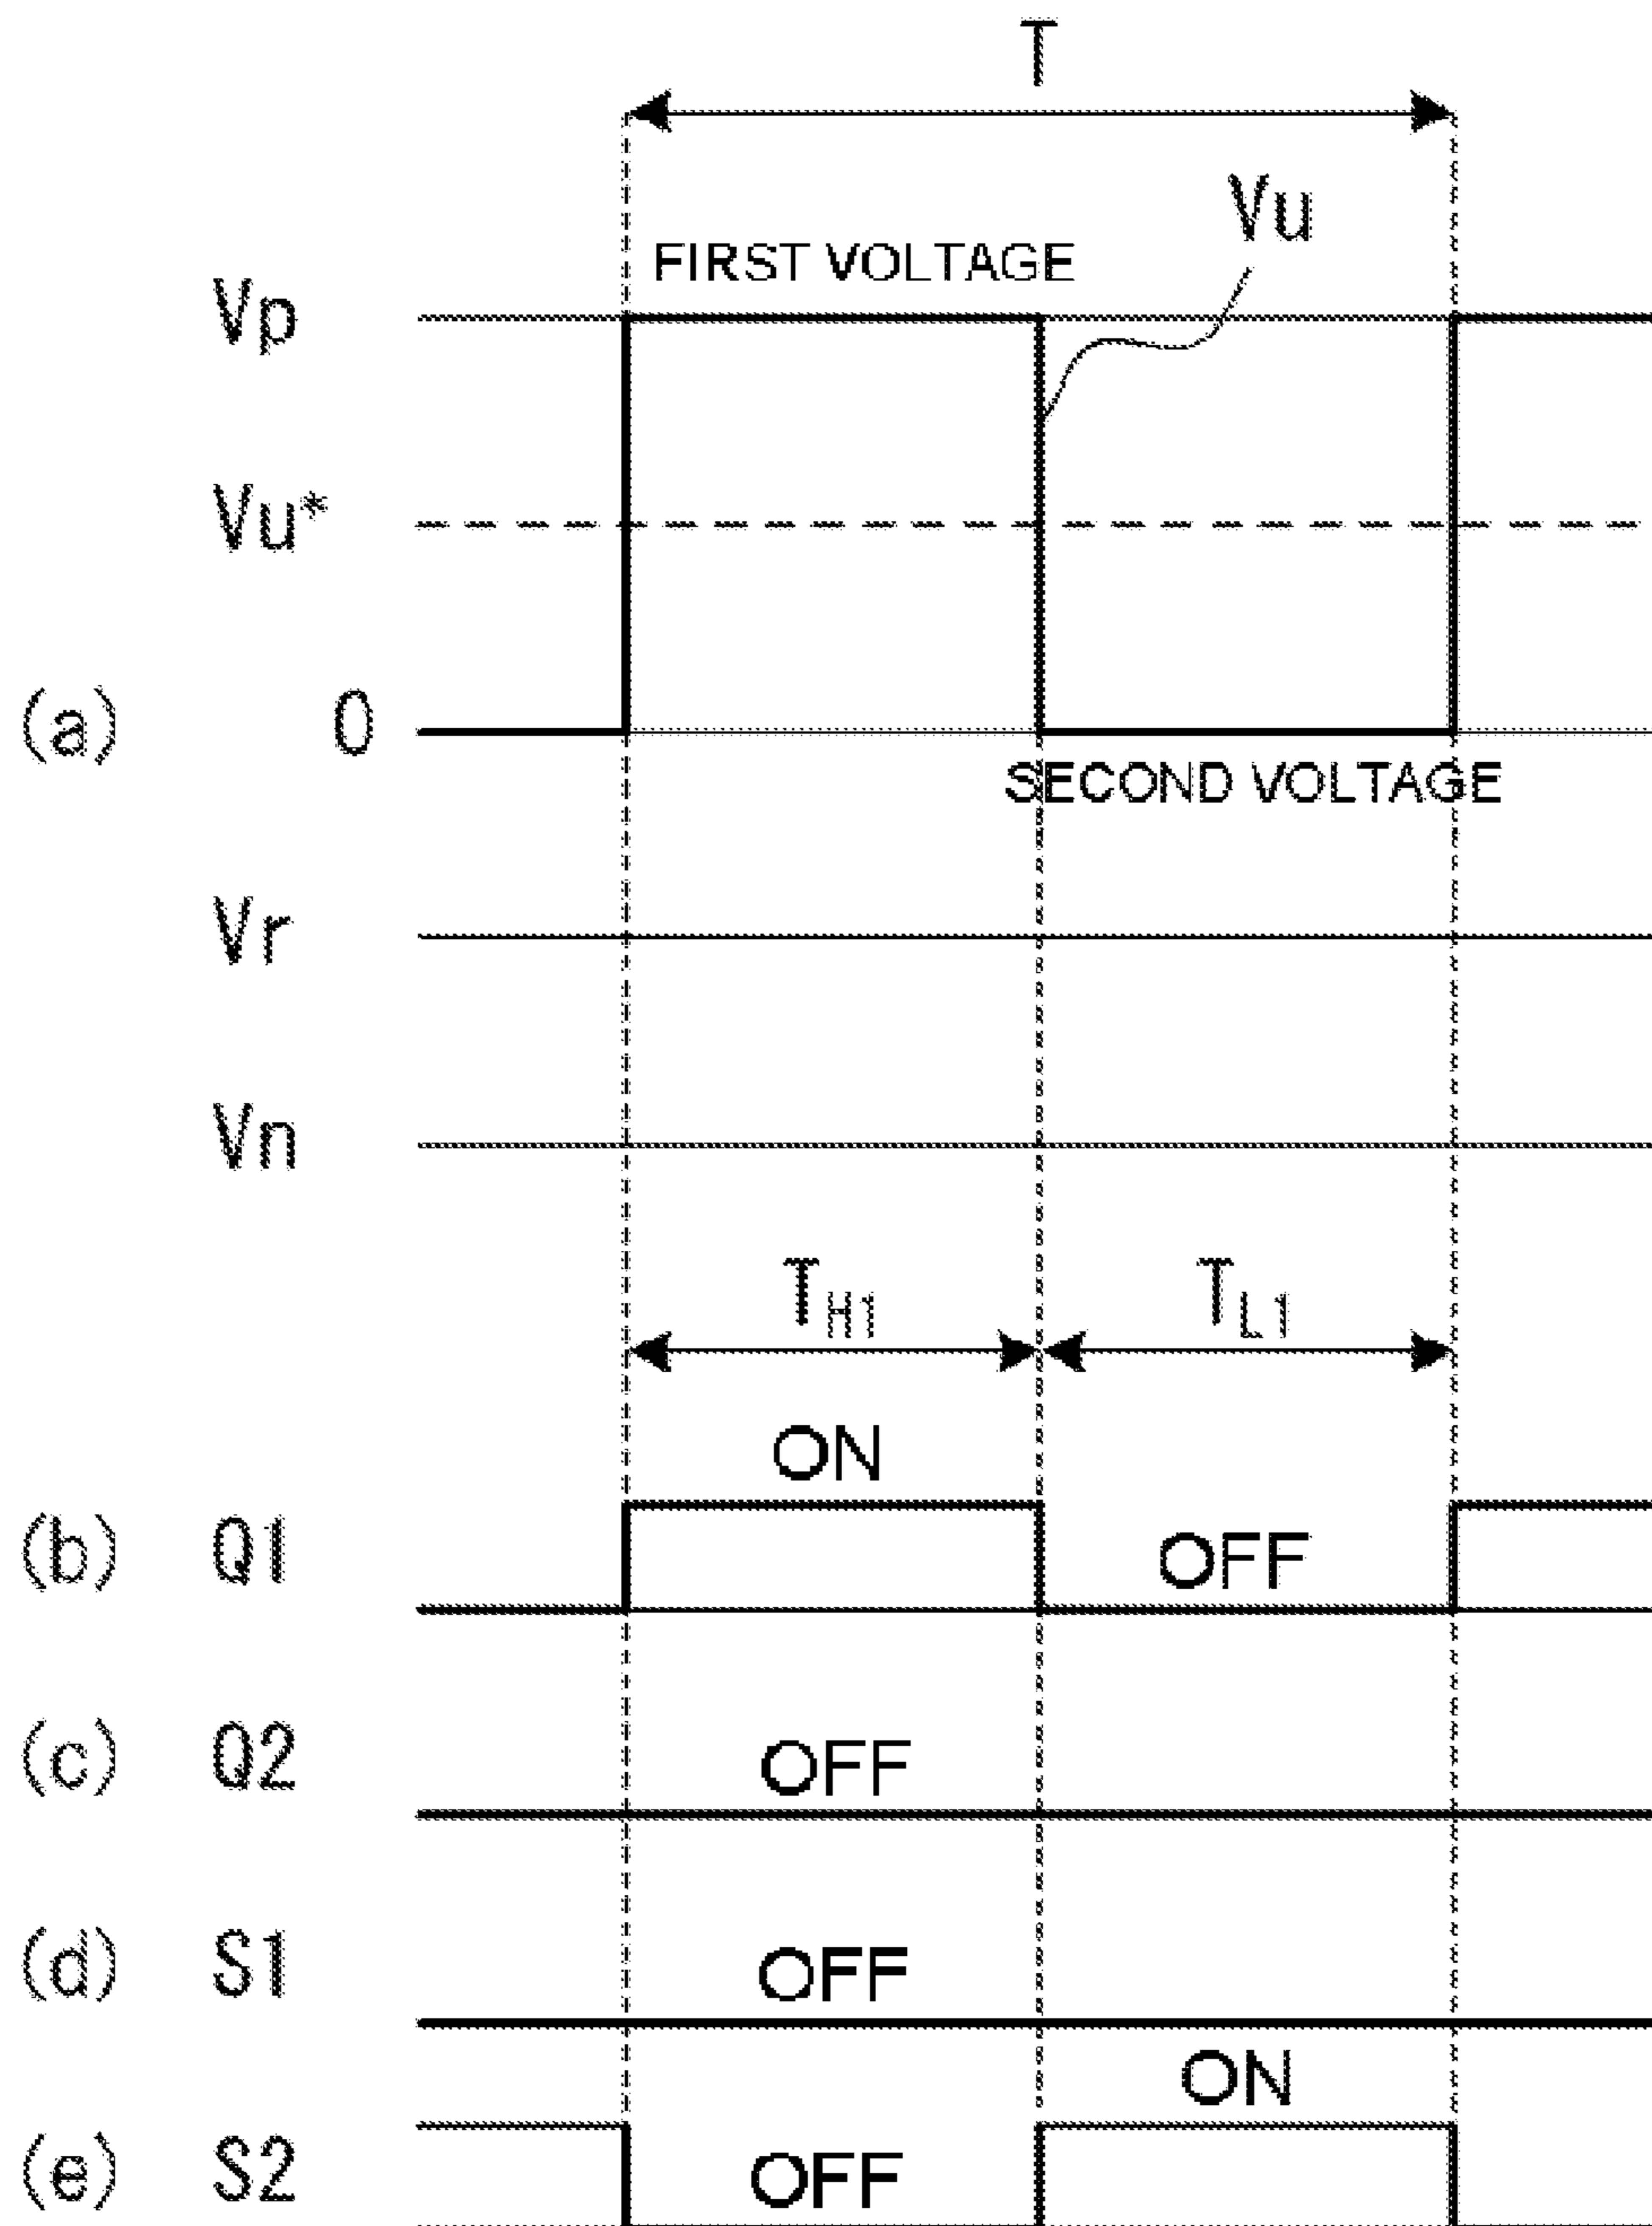 T
Vu
FIRST VOLTAGE
Vp
Vu*
(a) 0
SECOND VOLTAGE
Vr
Vn
TH1 TL1
ON
(b) Q1 OFF
(c) Q2 OFF
(d) S1 OFF
ON
(e) S2 OFF